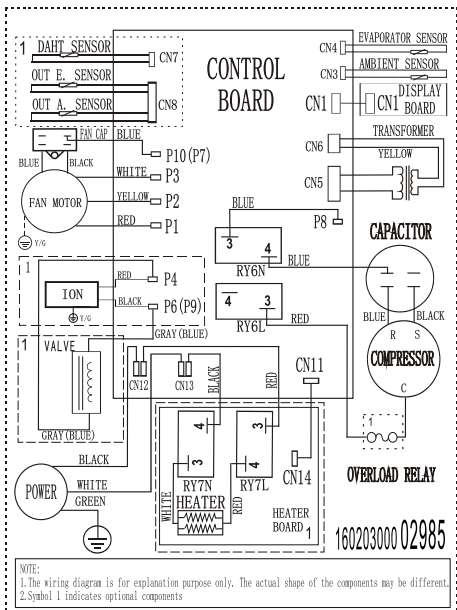 1 DAHT SENSOR
CN7
OUT E. SENSOR
OUT A. SENSOR
CN8
CONTROL
BOARD
CN4
EVAPORATOR SENSOR
CN3
AMBIENT SENSOR
CN1
CN1 DISPLAY
BOARD
TRANSFORMER
CN6
YELLOW
CN5
FAN CAP
BLUE
P10(P7)
BLUE
BLACK
WHITE
P3
FAN MOTOR
YELLOW
P2
RED
P1
Y/G
BLUE
P8
3
4
RY6N
BLUE
CAPACITOR
1
ION
RED
P4
BLACK
P6(P9)
Y/G
GRAY(BLUE)
4
3
RY6L
RED
BLUE
BLACK
R S
COMPRESSOR
C
1
VALVE
GRAY(BLUE)
CN12
CN13
BLACK
RED
CN11
1
OVERLOAD RELAY
4
3
RY7N
3
4
RY7L
CN14
WHITE
HEATER
RED
HEATER
BOARD 1
POWER
BLACK
WHITE
GREEN
160203000 02985
NOTE:
1. The wiring diagram is for explanation purpose only. The actual shape of the components may be different.
2. Symbol 1 indicates optional components